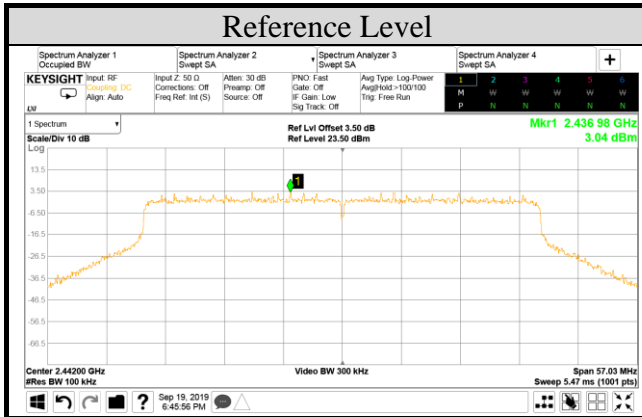 Reference Level
Spectrum Analyzer 1
Occupied BW
Spectrum Analyzer 2
Swept SA
Spectrum Analyzer 3
Swept SA
Spectrum Analyzer 4
Swept SA
+
KEYSIGHT
Input: RF
Coupling: DC
Align: Auto
Input Z: 50 Ω
Corrections: Off
Freq Ref: Int (S)
Atten: 30 dB
Preamp: Off
Source: Off
PNO: Fast
Gate: Off
IF Gain: Low
Sig Track: Off
Avg Type: Log-Power
Avg|Hold:>100/100
Trig: Free Run
1 2 3 4 5 6
M W W W W W
P N N N N N
LXI
1 Spectrum
Scale/Div 10 dB
Ref Lvl Offset 3.50 dB
Ref Level 23.50 dBm
Mkr1 2.436 98 GHz
3.04 dBm
Log
13.5
3.50
1
-6.50
-16.5
-26.5
-36.5
-46.5
-56.5
-66.5
Center 2.44200 GHz
#Res BW 100 kHz
Video BW 300 kHz
Span 57.03 MHz
Sweep 5.47 ms (1001 pts)
?
Sep 19, 2019
6:45:56 PM